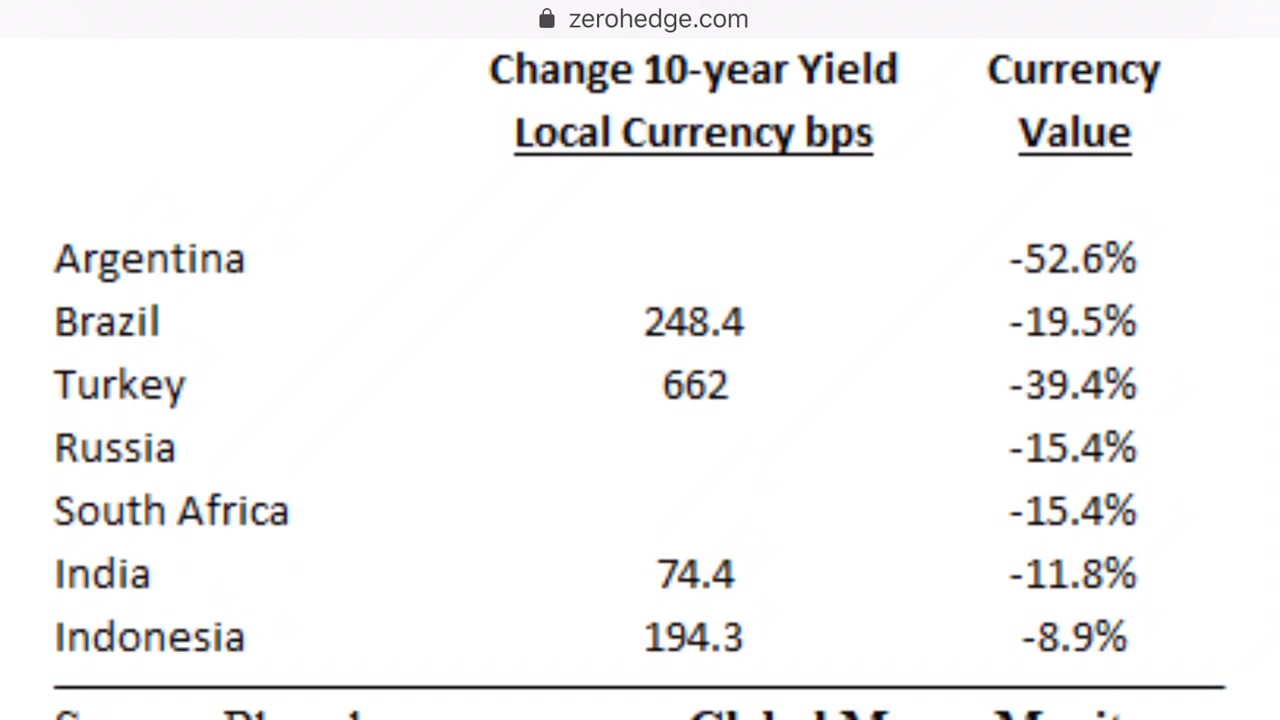 zerohedge.com
Change 10-year Yield Currency
Local Currency bps Value
Argentina -52.6%
Brazil 248.4 -19.5%
Turkey 662 -39.4%
Russia -15.4%
South Africa -15.4%
India 74.4 -11.8%
Indonesia 194.3 -8.9%